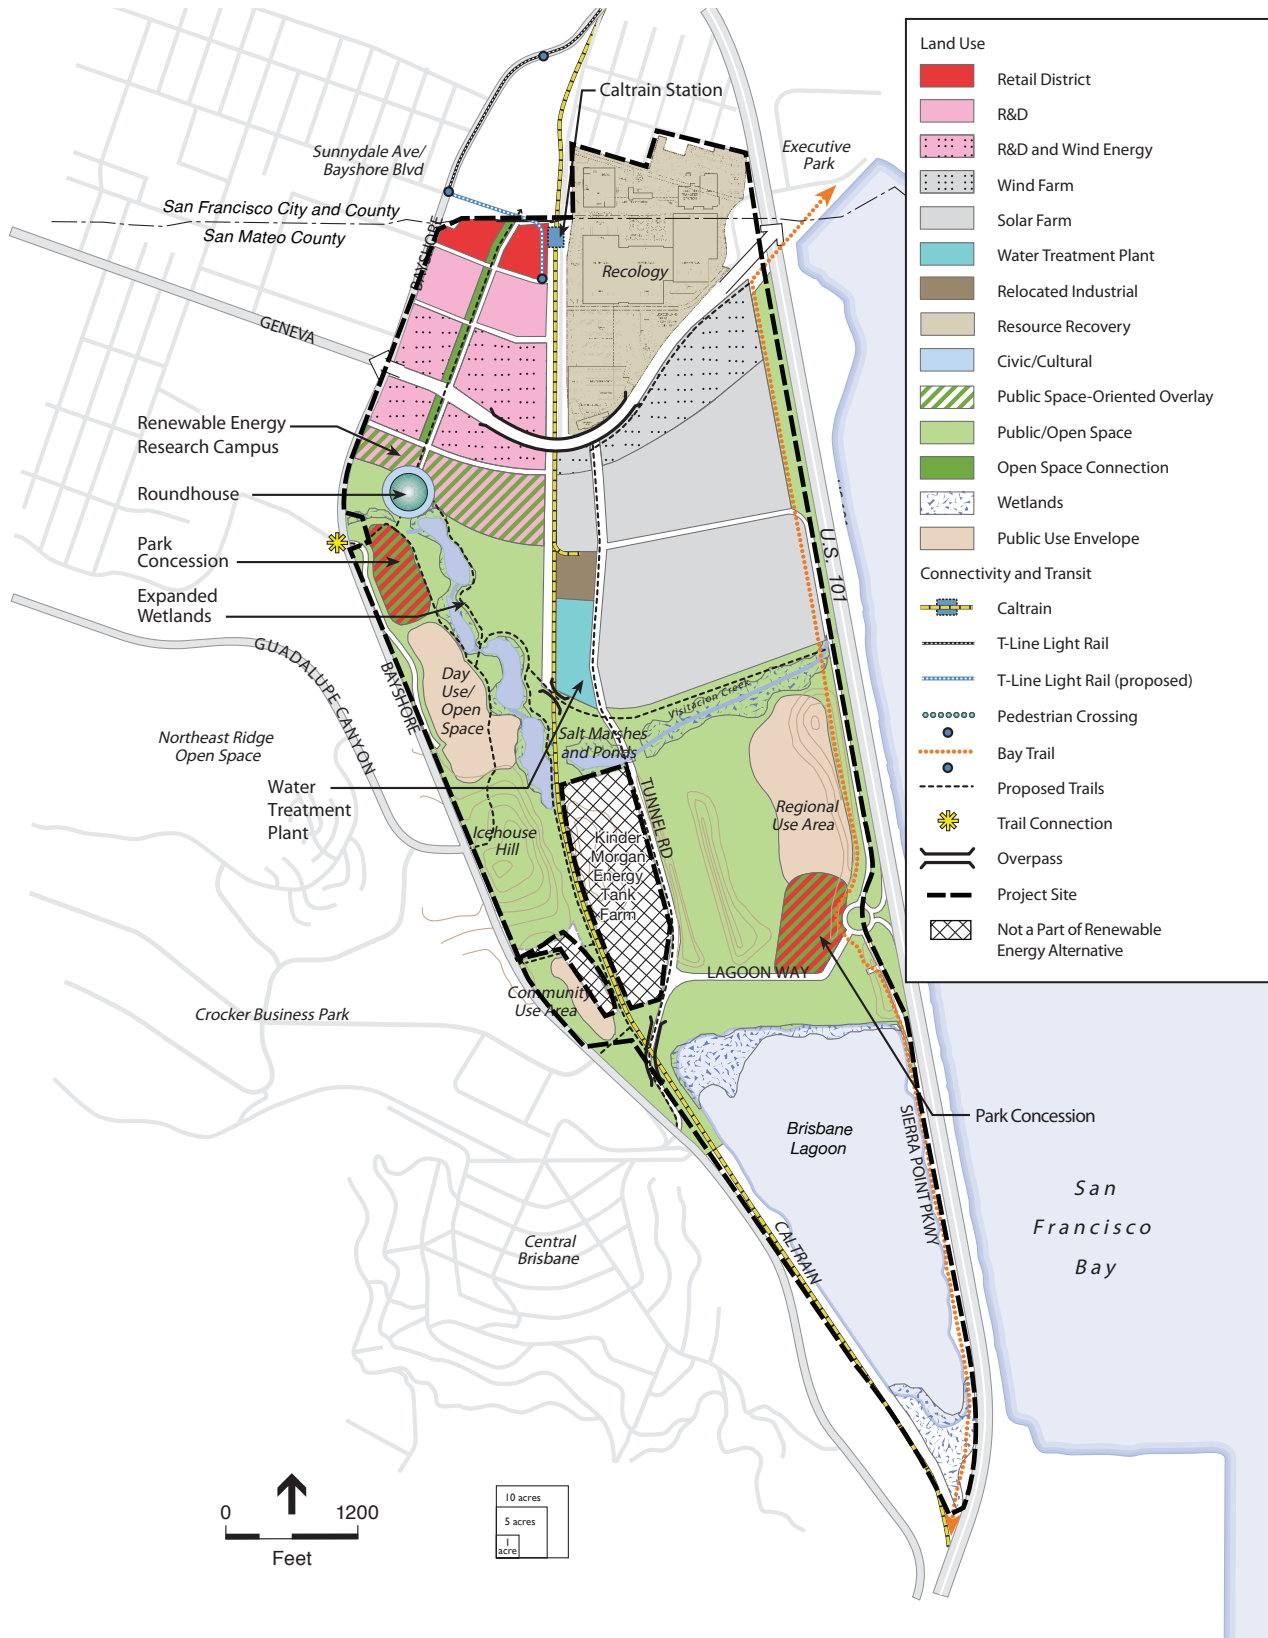 Caltrain Station
Sunnydale Ave/
Bayshore Blvd
Executive
Park
San Francisco City and County
San Mateo County
BAYSHORE
Recology
GENEVA
Renewable Energy
Research Campus
Roundhouse
Park
Concession
Expanded
Wetlands
U.S. 101
GUADALUPE CANYON
BAYSHORE
Day
Use/
Open
Space
Visitacion Creek
Salt Marshes
and Ponds
Northeast Ridge
Open Space
Water
Treatment
Plant
TUNNEL RD
Regional
Use Area
Icehouse
Hill
Kinder
Morgan
Energy
Tank
Farm
LAGOON WAY
Community
Use Area
Crocker Business Park
Park Concession
Brisbane
Lagoon
SIERRA POINT PKWY
San
Francisco
Bay
Central
Brisbane
CALTRAIN
0
1200
Feet
10 acres
5 acres
1
acre
Land Use
Retail District
R&D
R&D and Wind Energy
Wind Farm
Solar Farm
Water Treatment Plant
Relocated Industrial
Resource Recovery
Civic/Cultural
Public Space-Oriented Overlay
Public/Open Space
Open Space Connection
Wetlands
Public Use Envelope
Connectivity and Transit
Caltrain
T-Line Light Rail
T-Line Light Rail (proposed)
Pedestrian Crossing
Bay Trail
Proposed Trails
Trail Connection
Overpass
Project Site
Not a Part of Renewable
Energy Alternative